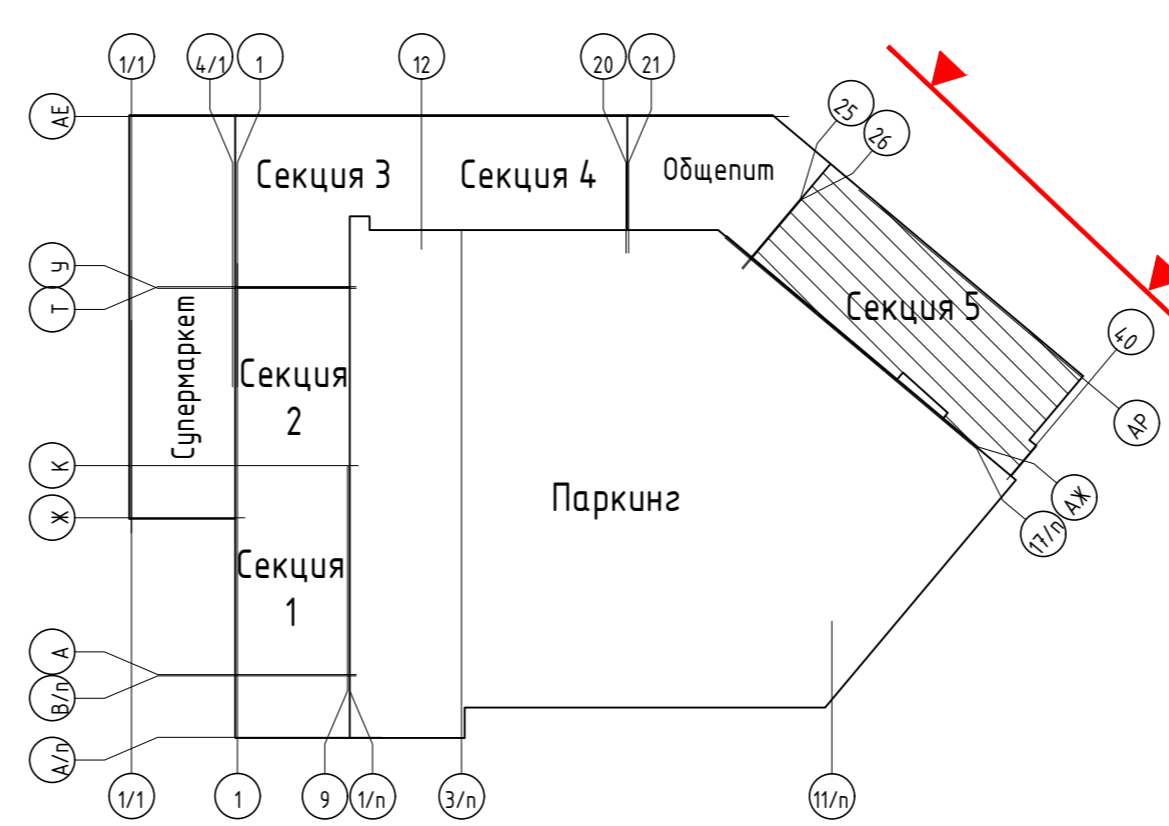 1/1
4/1
1
12
20
21
25
26
АЕ
Секция 3
Секция 4
Общепит
У
Т
Супермаркет
Секция 5
40
Секция
2
АР
К
Ж
Паркинг
АЖ
17/п
Секция
1
А
В/п
А/п
1/1
1
9
1/п
3/п
11/п